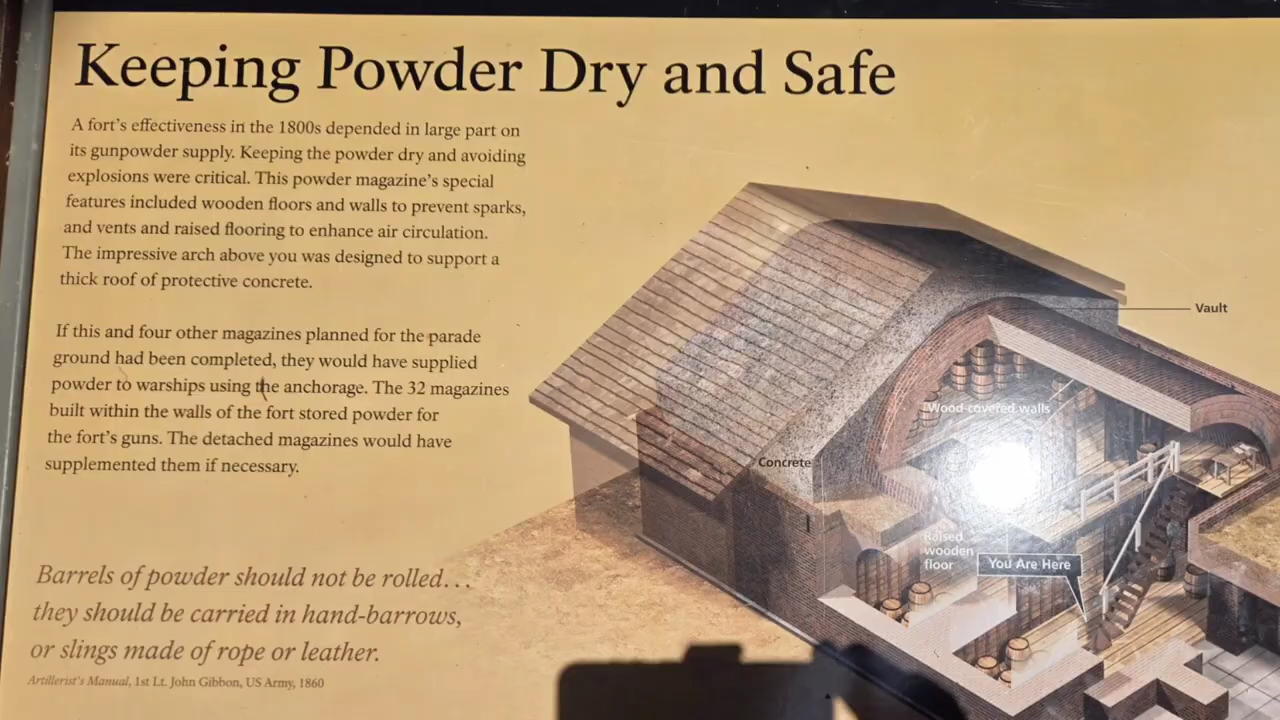 Keeping Powder Dry and Safe
A fort's effectiveness in the 1800s depended in large part on
its gunpowder supply. Keeping the powder dry and avoiding
explosions were critical. This powder magazine's special
features included wooden floors and walls to prevent sparks,
and vents and raised flooring to enhance air circulation.
The impressive arch above you was designed to support a
thick roof of protective concrete.
If this and four other magazines planned for the parade
ground had been completed, they would have supplied
powder to warships using the anchorage. The 32 magazines
built within the walls of the fort stored powder for
the fort's guns. The detached magazines would have
supplemented them if necessary.
Barrels of powder should not be rolled...
they should be carried in hand-barrows,
or slings made of rope or leather.
Artillerist's Manual, 1st Lt. John Gibbon, US Army, 1860
Vault
Wood-covered walls
Concrete
Raised
wooden
floor
You Are Here